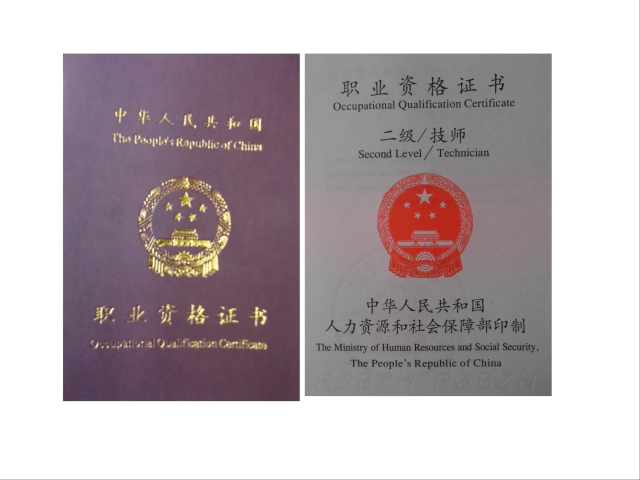 中华人民共和国
The People's Republic of China
职业资格证书
Occupational Qualification Certificate
职业资格证书
Occupational Qualification Certificate
二级/技师
Second Level/Technician
中华人民共和国
人力资源和社会保障部印制
The Ministry of Human Resources and Social Security,
The People's Republic of China